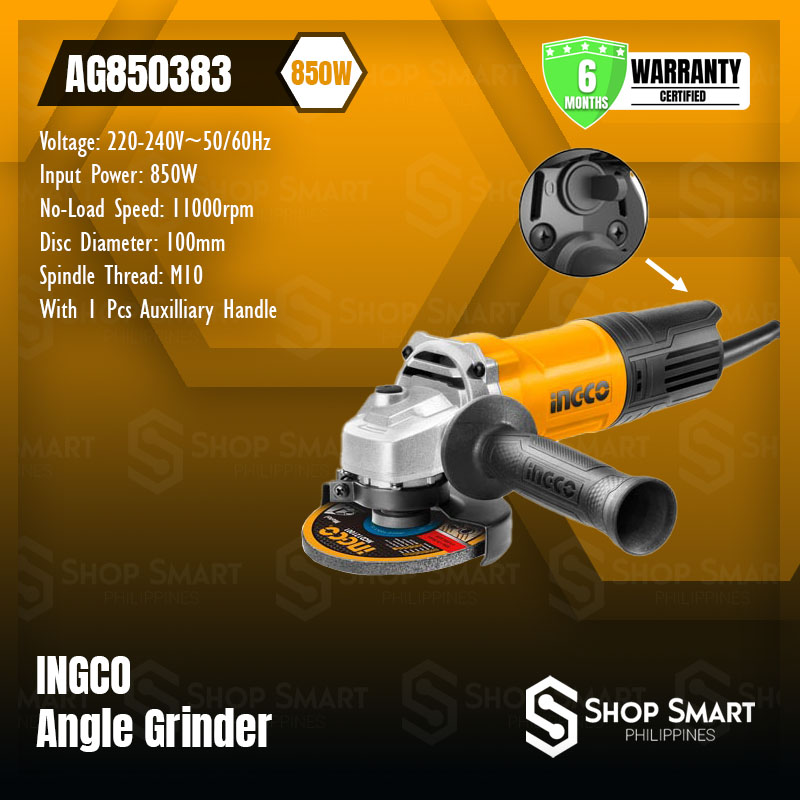 AG850383
850W
6
MONTHS
WARRANTY
CERTIFIED
Voltage: 220-240V~50/60Hz
Input Power: 850W
No-Load Speed: 11000rpm
Disc Diameter: 100mm
Spindle Thread: M10
With 1 Pcs Auxilliary Handle
INGCO
INGCO
INGCO
INGCO
Angle Grinder
SHOP SMART
PHILIPPINES